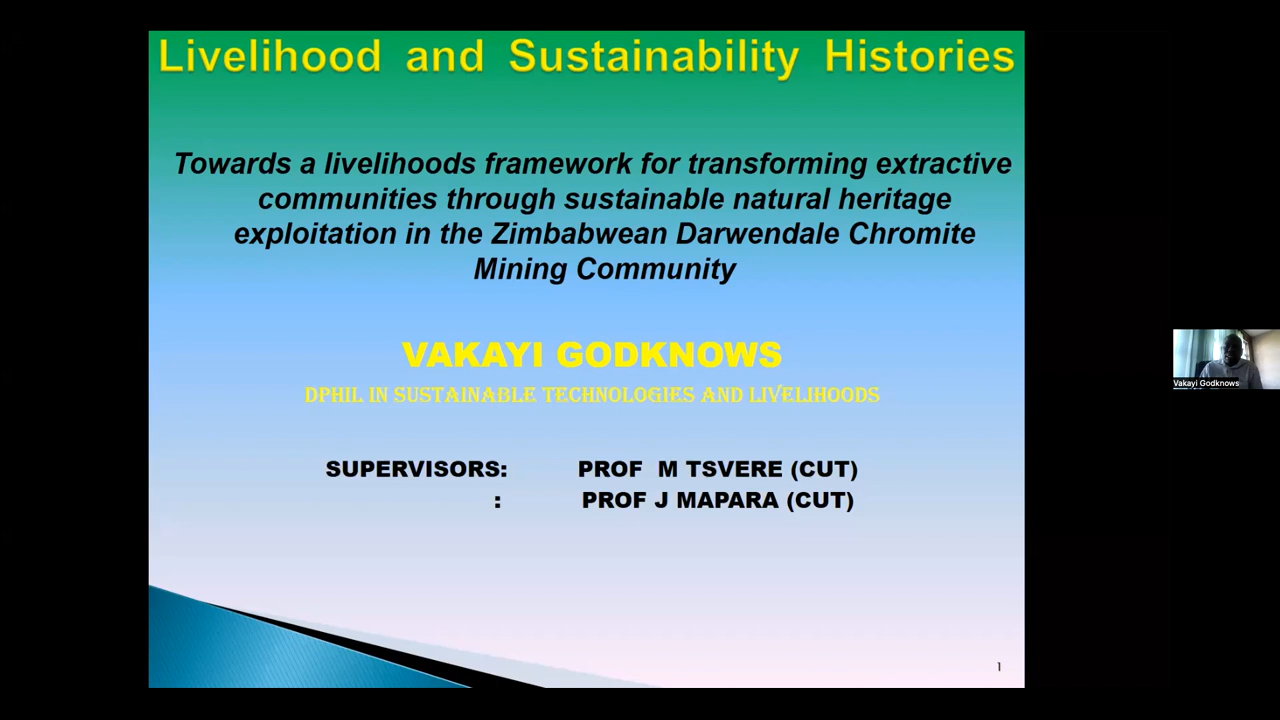 Livelihood and Sustainability Histories
Towards a livelihoods framework for transforming extractive
communities through sustainable natural heritage
exploitation in the Zimbabwean Darwendale Chromite
Mining Community
VAKAYI GODKNOWS
DPHIL IN SUSTAINABLE TECHNOLOGIES AND LIVELIHOODS
SUPERVISORS: PROF M TSVERE (CUT)
: PROF J MAPARA (CUT)
1
Vakayi Godknows